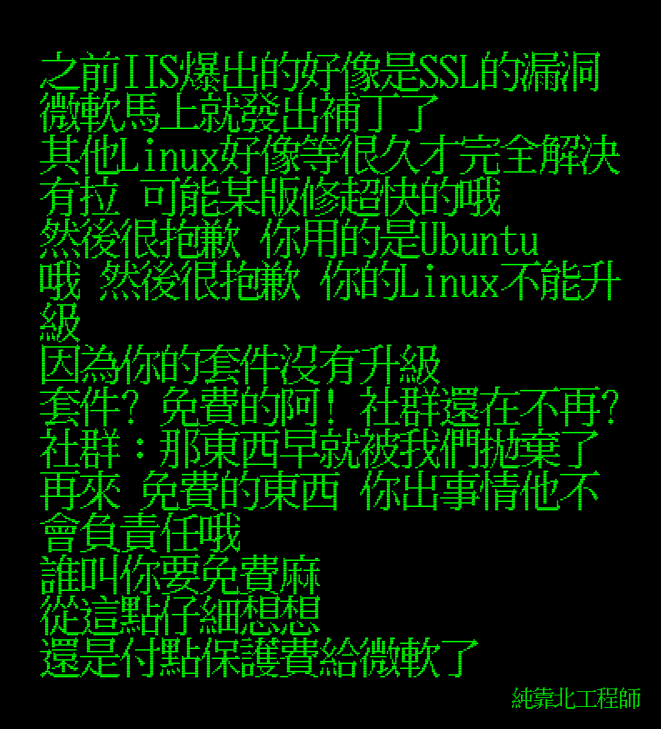 之前IIS爆出的好像是SSL的漏洞
微軟馬上就發出補丁了
其他Linux好像等很久才完全解決
有拉 可能某版修超快的哦
然後很抱歉 你用的是Ubuntu
哦 然後很抱歉 你的Linux不能升
級
因為你的套件沒有升級
套件? 免費的阿! 社群還在不再?
社群：那東西早就被我們拋棄了
再來 免費的東西 你出事情他不
會負責任哦
誰叫你要免費麻
從這點仔細想想
還是付點保護費給微軟了
純靠北工程師